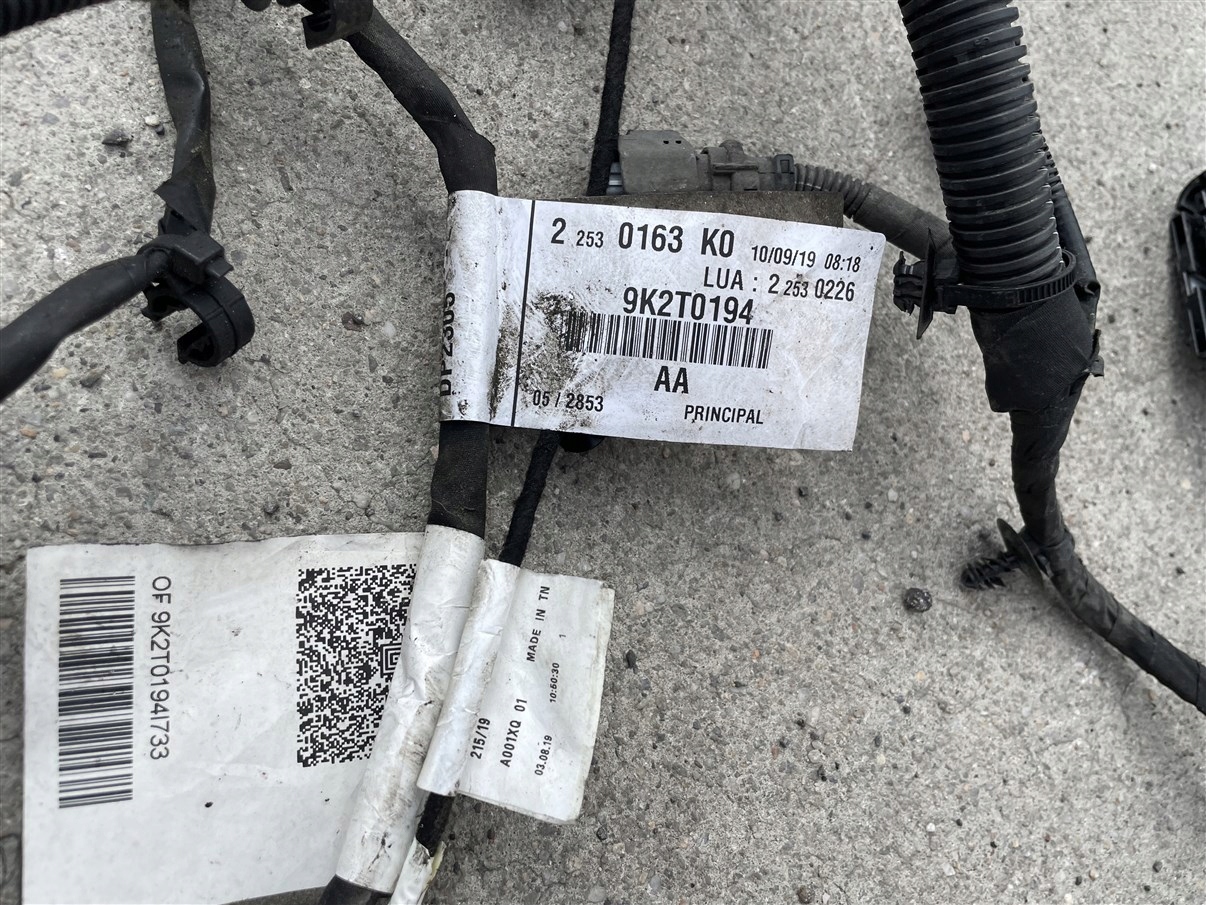 2 253 0163 K0 10/09/19 08:18
LUA : 2 253 0226
9K2T0194
AA
05 / 2853 PRINCIPAL
OF 9K2T0194I733
215/19
A001XQ 01 MADE IN TN
03.08.19 10:50:30 1